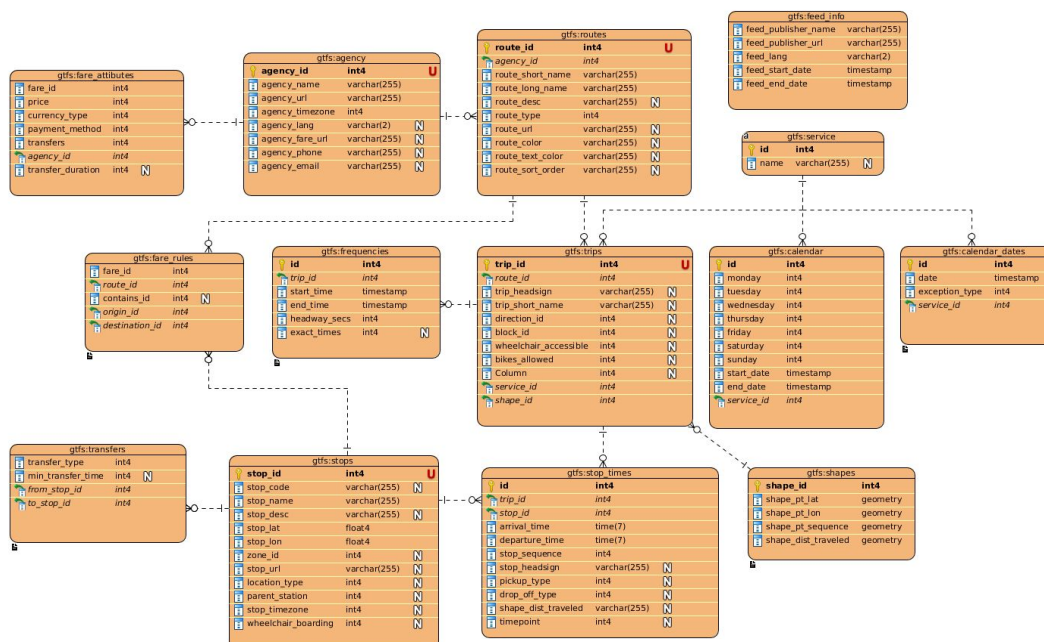 gtfs:fare_attibutes
fare_id int4
price int4
currency_type int4
payment_method int4
transfers int4
agency_id int4
transfer_duration int4 N
gtfs:agency
agency_id int4 U
agency_name varchar(255)
agency_url varchar(255)
agency_timezone int4
agency_lang varchar(2) N
agency_fare_url varchar(255) N
agency_phone varchar(255) N
agency_email varchar(255) N
gtfs:routes
route_id int4 U
agency_id int4
route_short_name varchar(255)
route_long_name varchar(255)
route_desc varchar(255) N
route_type int4
route_url varchar(255) N
route_color varchar(255) N
route_text_color varchar(255) N
route_sort_order varchar(255) N
gtfs:feed_info
feed_publisher_name varchar(255)
feed_publisher_url varchar(255)
feed_lang varchar(2)
feed_start_date timestamp
feed_end_date timestamp
gtfs:service
id int4
name varchar(255) N
gtfs:fare_rules
fare_id int4
route_id int4
contains_id int4 N
origin_id int4
destination_id int4
gtfs:frequencies
id int4
trip_id int4
start_time timestamp
end_time timestamp
headway_secs int4
exact_times int4 N
gtfs:trips
trip_id int4 U
route_id int4
trip_headsign varchar(255) N
trip_short_name varchar(255) N
direction_id int4 N
block_id int4 N
wheelchair_accessible int4 N
bikes_allowed int4 N
Column int4 N
service_id int4
shape_id int4
gtfs:calendar
id int4
monday int4
tuesday int4
wednesday int4
thursday int4
friday int4
saturday int4
sunday int4
start_date timestamp
end_date timestamp
service_id int4
gtfs:calendar_dates
id int4
date timestamp
exception_type int4
service_id int4
gtfs:transfers
transfer_type int4
min_transfer_time int4 N
from_stop_id int4
to_stop_id int4
gtfs:stops
stop_id int4 U
stop_code varchar(255) N
stop_name varchar(255)
stop_desc varchar(255) N
stop_lat float4
stop_lon float4
zone_id int4 N
stop_url varchar(255) N
location_type int4 N
parent_station int4 N
stop_timezone int4 N
wheelchair_boarding int4 N
gtfs:stop_times
id int4
trip_id int4
stop_id int4
arrival_time time(7)
departure_time time(7)
stop_sequence int4
stop_headsign varchar(255) N
pickup_type int4 N
drop_off_type int4 N
shape_dist_traveled varchar(255) N
timepoint int4 N
gtfs:shapes
shape_id int4
shape_pt_lat geometry
shape_pt_lon geometry
shape_pt_sequence geometry
shape_dist_traveled geometry